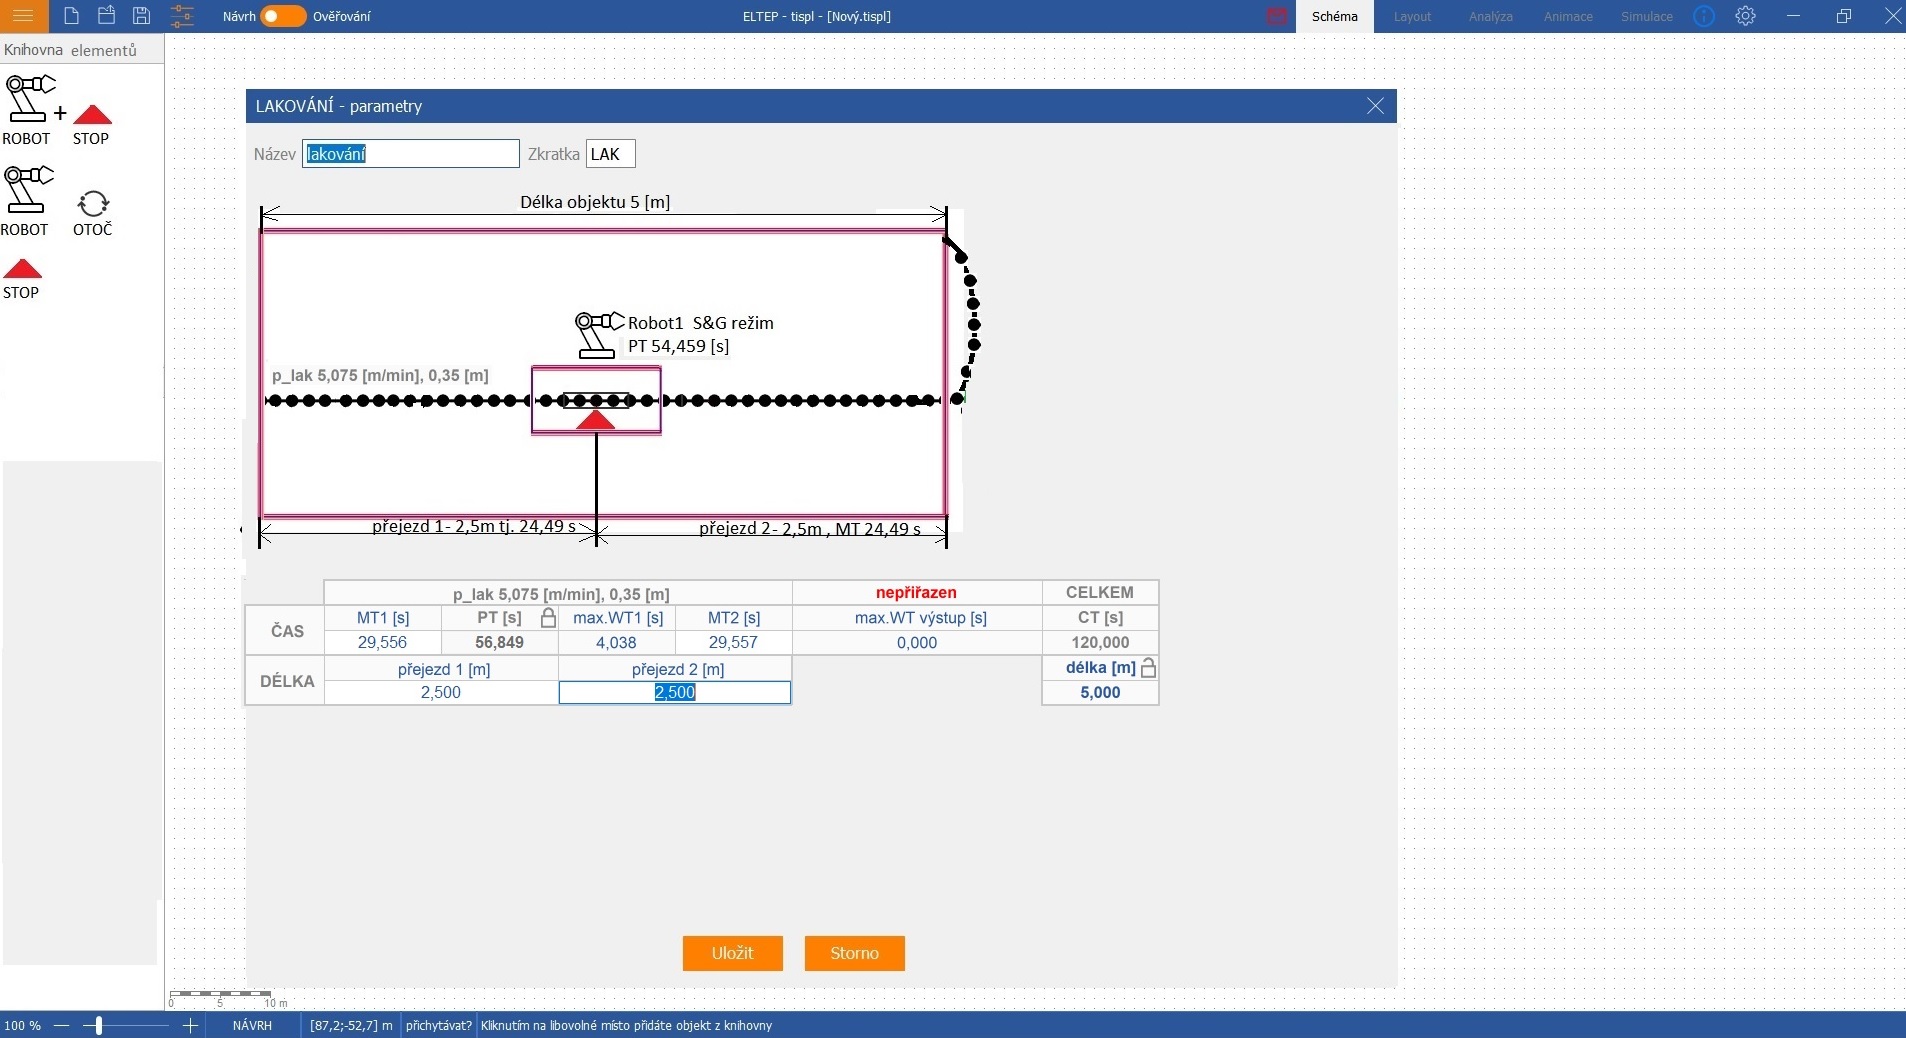 Návrh Ověřování
ELTEP - tispl - [Nový.tispl]
Schéma Layout Analýza Animace Simulace
Knihovna elementů
+
ROBOT STOP
ROBOT OTOČ
STOP
LAKOVÁNÍ - parametry
Název lakování Zkratka LAK
Délka objektu 5 [m]
Robot1 S&G režim
PT 54,459 [s]
p_lak 5,075 [m/min], 0,35 [m]
přejezd 1- 2,5m tj. 24,49 s
přejezd 2- 2,5m , MT 24,49 s
p_lak 5,075 [m/min], 0,35 [m] nepřiřazen CELKEM
ČAS MT1 [s] PT [s] max.WT1 [s] MT2 [s] max.WT výstup [s] CT [s]
29,556 56,849 4,038 29,557 0,000 120,000
DÉLKA přejezd 1 [m] přejezd 2 [m] délka [m]
2,500 2,500 5,000
Uložit Storno
0 5 10 m
100 % NÁVRH [87,2;-52,7] m přichytávat? Kliknutím na libovolné místo přidáte objekt z knihovny